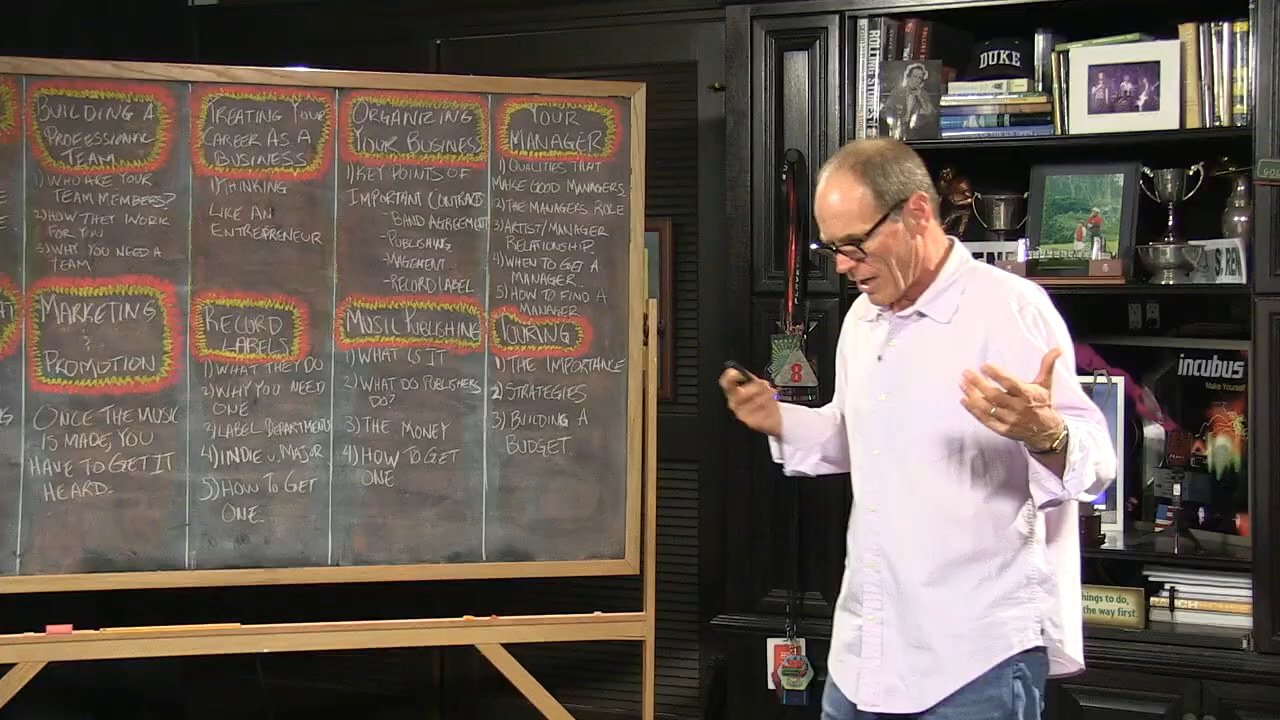 BUILDING A
PROFESSIONAL
TEAM
1) WHO ARE YOUR
TEAM MEMBERS?
2) HOW THEY WORK
FOR YOU
3) WHY YOU NEED A
TEAM
TREATING YOUR
CAREER AS A
BUSINESS
1) THINKING
LIKE AN
ENTREPRENEUR
ORGANIZING
YOUR BUSINESS
1) KEY POINTS OF
IMPORTANT CONTRACTS
- BAND AGREEMENT
- PUBLISHING
- MAGEMENT
- RECORD LABEL
YOUR
MANAGER
1) QUALITIES THAT
MAKE GOOD MANAGERS
2) THE MANAGERS ROLE
3) ARTIST/MANAGER
RELATIONSHIP
4) WHEN TO GET A
MANAGER
5) HOW TO FIND A
MANAGER
MARKETING
&
PROMOTION
ONCE THE MUSIC
IS MADE, YOU
HAVE TO GET IT
HEARD.
RECORD
LABELS
1) WHAT THEY DO
2) WHY YOU NEED
ONE
3) LABEL DEPARTMENTS
4) INDIE v. MAJOR
5) HOW TO GET
ONE.
MUSIC PUBLISHING
1) WHAT IS IT
2) WHAT DO PUBLISHERS
DO?
3) THE MONEY
4) HOW TO GET
ONE
TOURING
1) THE IMPORTANCE
2) STRATEGIES
3) BUILDING A
BUDGET.
DUKE
ROLLING STONES
8
S. REN
incubus
Make Yourself
things to do,
the way first.